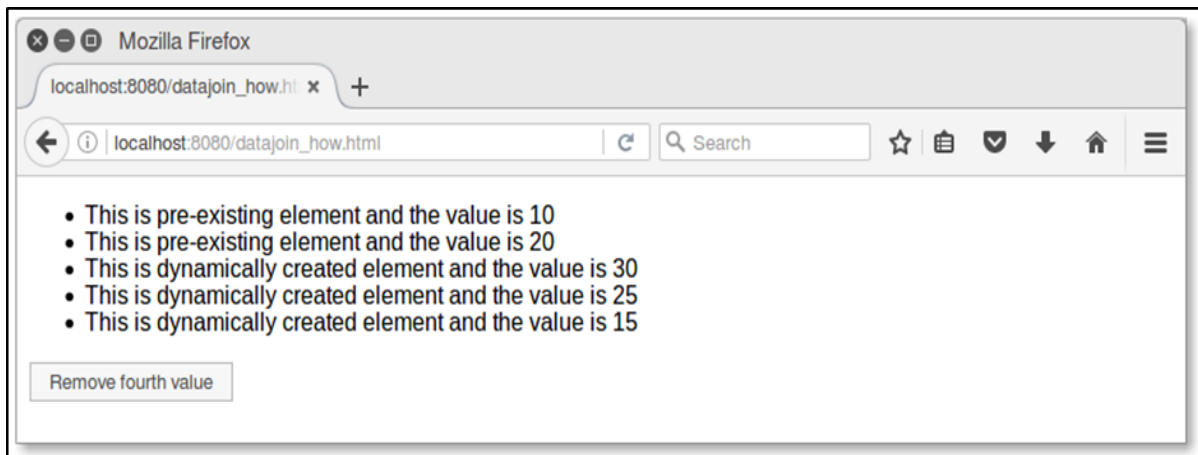 Mozilla Firefox
localhost:8080/datajoin_how.ht
localhost:8080/datajoin_how.html
Search
• This is pre-existing element and the value is 10
• This is pre-existing element and the value is 20
• This is dynamically created element and the value is 30
• This is dynamically created element and the value is 25
• This is dynamically created element and the value is 15
Remove fourth value